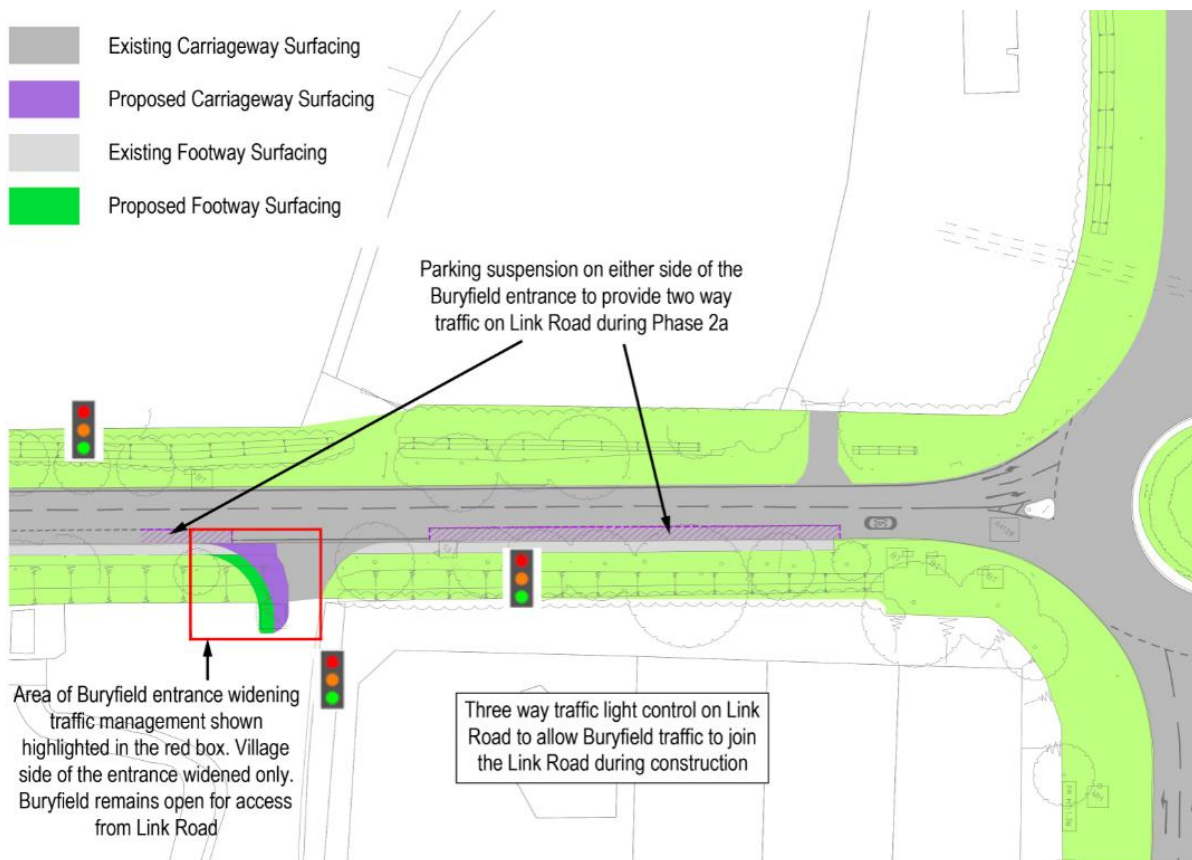 Existing Carriageway Surfacing
Proposed Carriageway Surfacing
Existing Footway Surfacing
Proposed Footway Surfacing
Parking suspension on either side of the
Buryfield entrance to provide two way
traffic on Link Road during Phase 2a
Area of Buryfield entrance widening
traffic management shown
highlighted in the red box. Village
side of the entrance widened only.
Buryfield remains open for access
from Link Road
Three way traffic light control on Link
Road to allow Buryfield traffic to join
the Link Road during construction